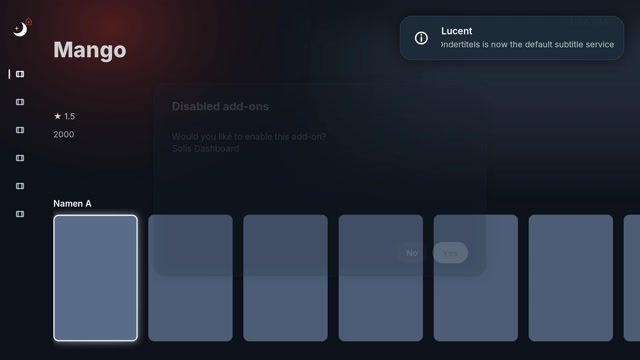 Mango
Lucent
Ondertitels is now the default subtitle service
Disabled add-ons
★ 1.5
Would you like to enable this add-on?
2000
Solis Dashboard
Namen A
No
Yes